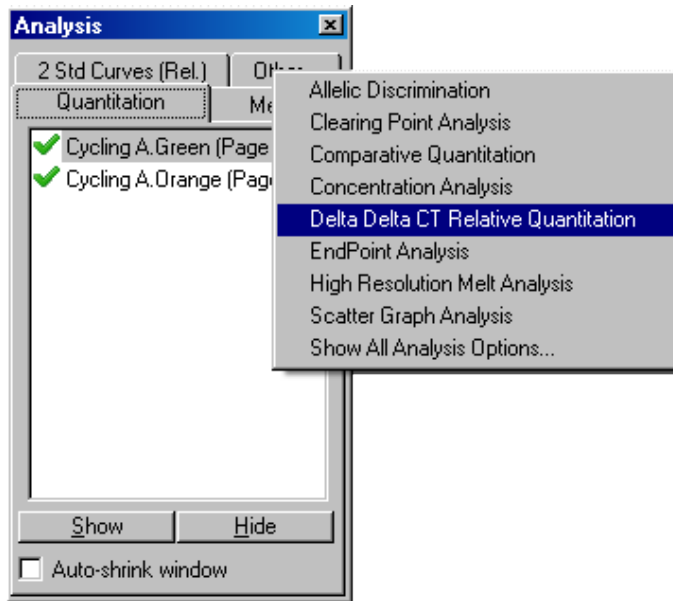 Analysis
2 Std Curves (Rel.)
Quantitation
Cycling A.Green (Page
Cycling A.Orange (Pag
Allelic Discrimination
Clearing Point Analysis
Comparative Quantitation
Concentration Analysis
Delta Delta CT Relative Quantitation
EndPoint Analysis
High Resolution Melt Analysis
Scatter Graph Analysis
Show All Analysis Options...
Show Hide
Auto-shrink window